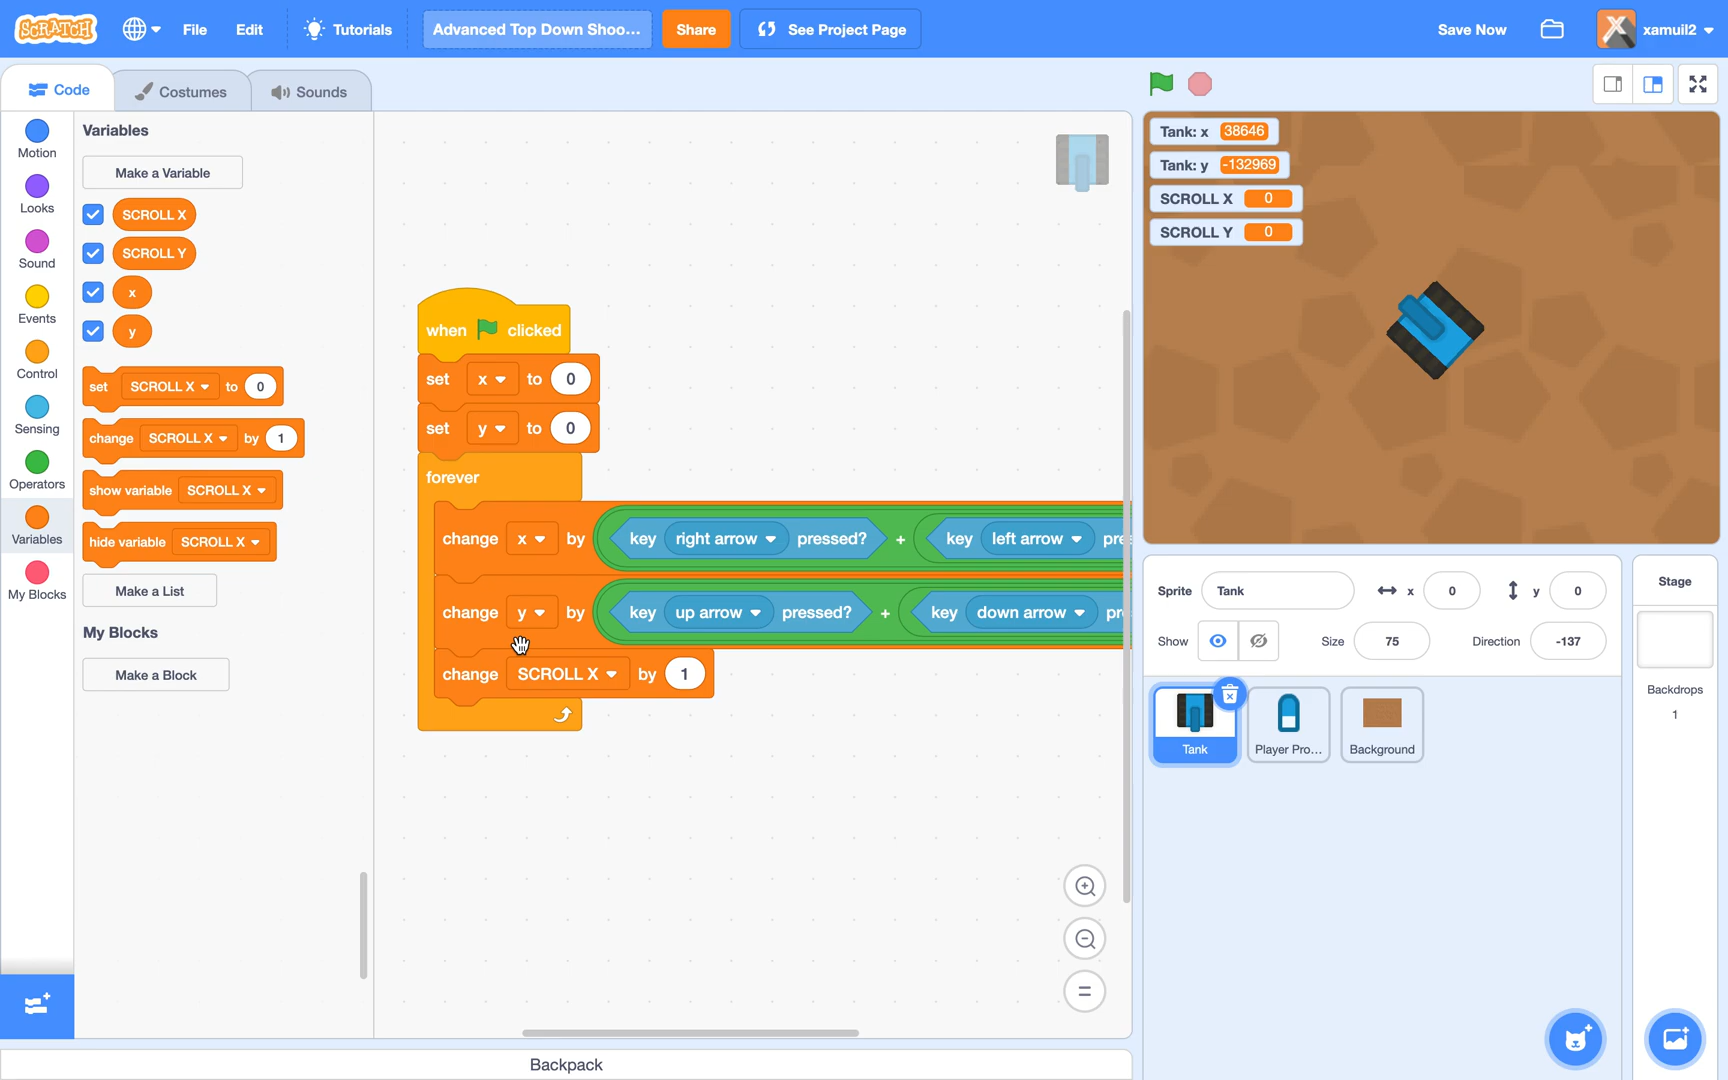 SCRATCH
File
Edit
Tutorials
Advanced Top Down Shoo...
Share
See Project Page
Save Now
xamuil2
Code
Costumes
Sounds
Motion
Looks
Sound
Events
Control
Sensing
Operators
Variables
My Blocks
Variables
Make a Variable
SCROLL X
SCROLL Y
x
y
set SCROLL X to 0
change SCROLL X by 1
show variable SCROLL X
hide variable SCROLL X
Make a List
My Blocks
Make a Block
when clicked
set x to 0
set y to 0
forever
change x by key right arrow pressed? + key left arrow pre
change y by key up arrow pressed? + key down arrow pr
change SCROLL X by 1
Backpack
Tank: x 38646
Tank: y -132969
SCROLL X 0
SCROLL Y 0
Sprite Tank x 0 y 0
Show Size 75 Direction -137
Tank
Player Pro...
Background
Stage
Backdrops
1